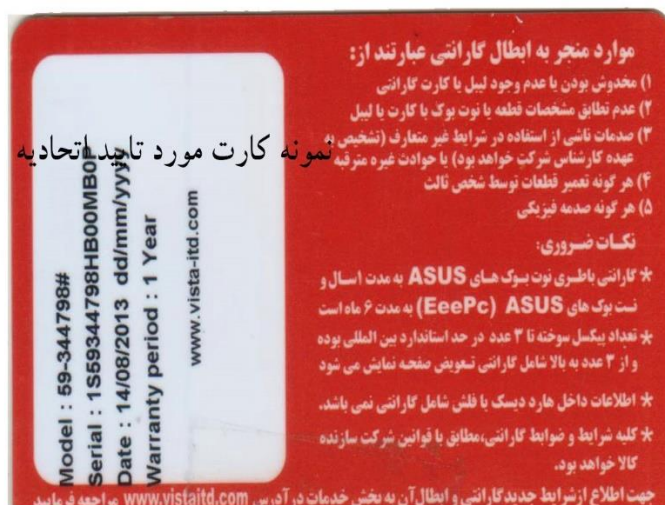 موارد منجر به ابطال گارانتی عبارتند از:
۱) مخدوش بودن یا عدم وجود لیبل یا کارت گارانتی
۲) عدم تطابق مشخصات قطعه یا نوت بوک با کارت یا لیبل
۳) صدمات ناشی از استفاده در شرایط غیر متعارف (تشخیص به
عهده کارشناس شرکت خواهد بود) یا حوادث غیره مترقبه
۴) هر گونه تعمیر قطعات توسط شخص ثالث
۵) هر گونه صدمه فیزیکی
نکات ضروری:
* گارانتی باطری نوت بوک های ASUS به مدت ۱سال و
نت بوک های ASUS (EeePc) به مدت ۶ ماه است
* تعداد پیکسل سوخته تا ۳ عدد در حد استاندارد بین المللی بوده
و از ۳ عدد به بالا شامل گارانتی تعویض صفحه نمایش می شود
* اطلاعات داخل هارد دیسک یا فلش شامل گارانتی نمی باشد.
* کلیه شرایط و ضوابط گارانتی،مطابق با قوانین شرکت سازنده
کالا خواهد بود.
جهت اطلاع از شرایط جدید گارانتی و ابطال آن به بخش خدمات در آدرس www.vistaitd.com مراجعه فرمایید
نمونه کارت مورد تایید اتحادیه
Model : 59-344798#
Serial : 1S59344798HB00MB0P
Date : 14/08/2013 dd/mm/yyyy
Warranty period : 1 Year
www.vista-itd.com